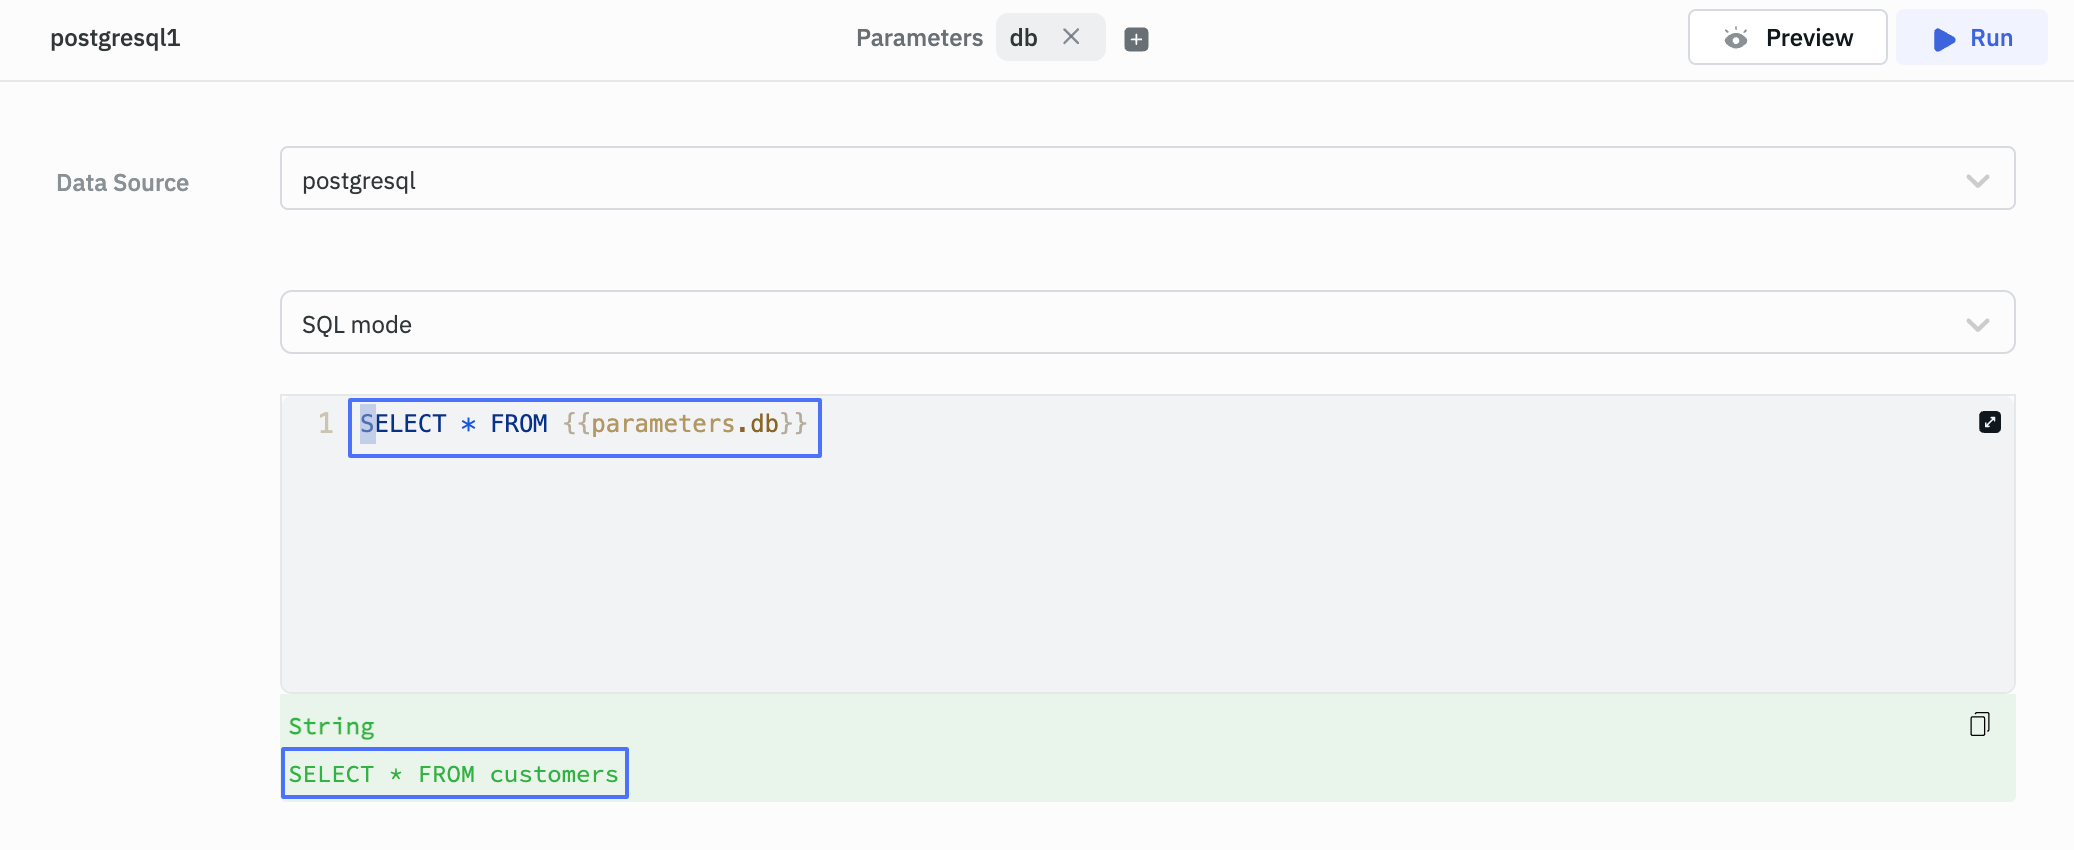 postgresql1
Parameters db
Preview
Run
Data Source
postgresql
SQL mode
1 SELECT * FROM {{parameters.db}}
String
SELECT * FROM customers